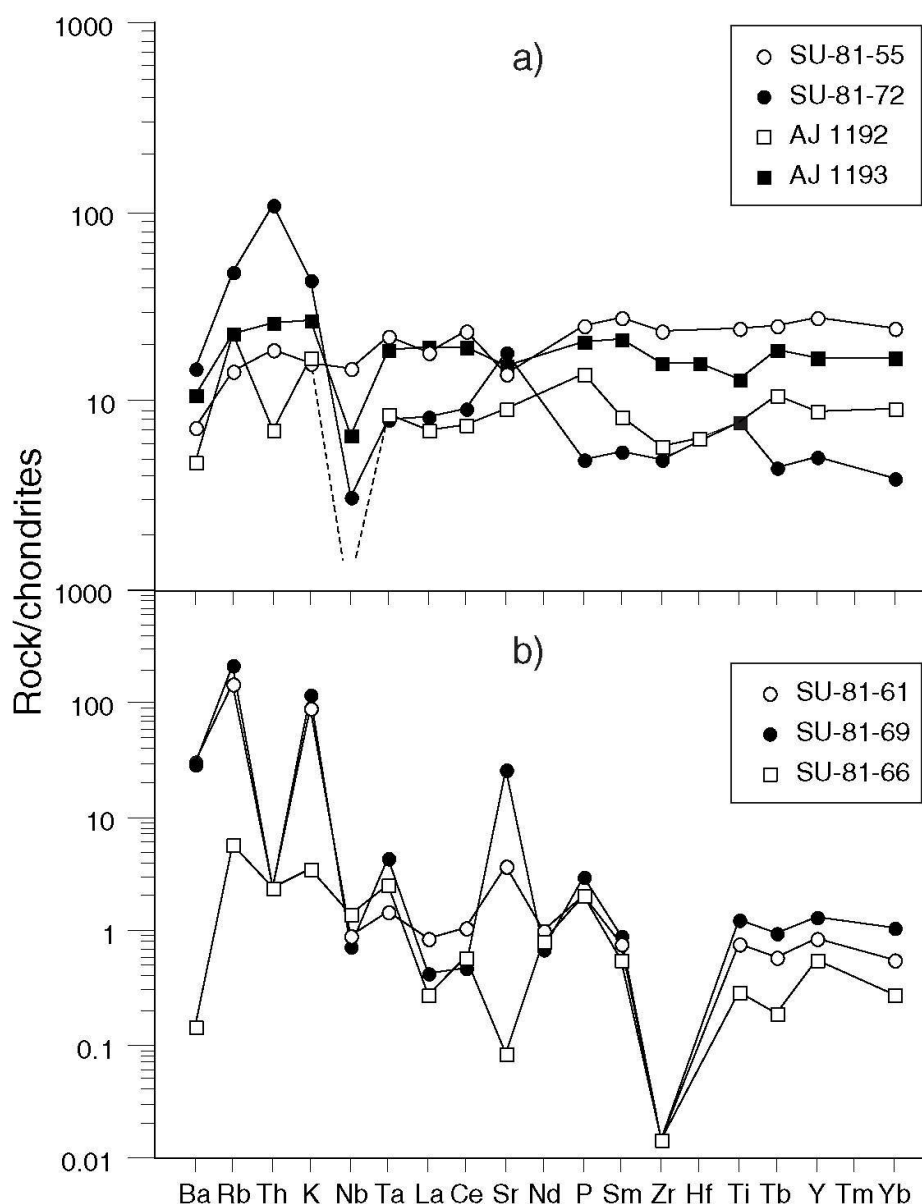 1000
a)
SU-81-55
SU-81-72
AJ 1192
AJ 1193
100
10
Rock/chondrites
1000
b)
SU-81-61
SU-81-69
SU-81-66
100
10
1
0.1
0.01
Ba Rb Th K Nb Ta La Ce Sr Nd P Sm Zr Hf Ti Tb Y Tm Yb